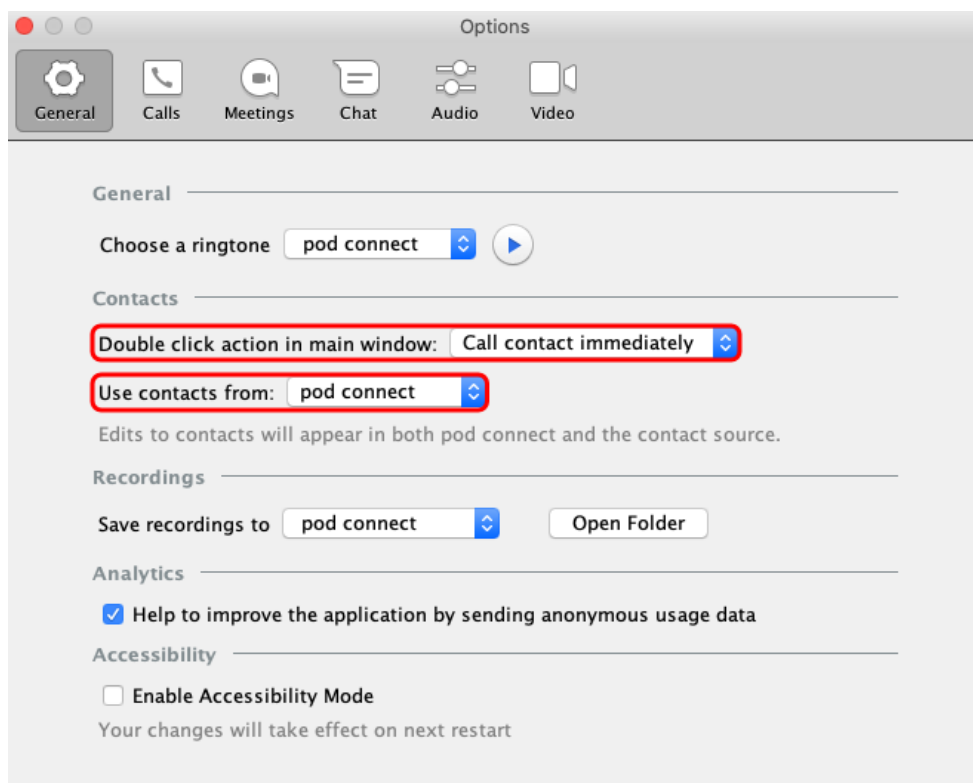 Options
General Calls Meetings Chat Audio Video
General
Choose a ringtone pod connect
Contacts
Double click action in main window: Call contact immediately
Use contacts from: pod connect
Edits to contacts will appear in both pod connect and the contact source.
Recordings
Save recordings to pod connect Open Folder
Analytics
Help to improve the application by sending anonymous usage data
Accessibility
Enable Accessibility Mode
Your changes will take effect on next restart